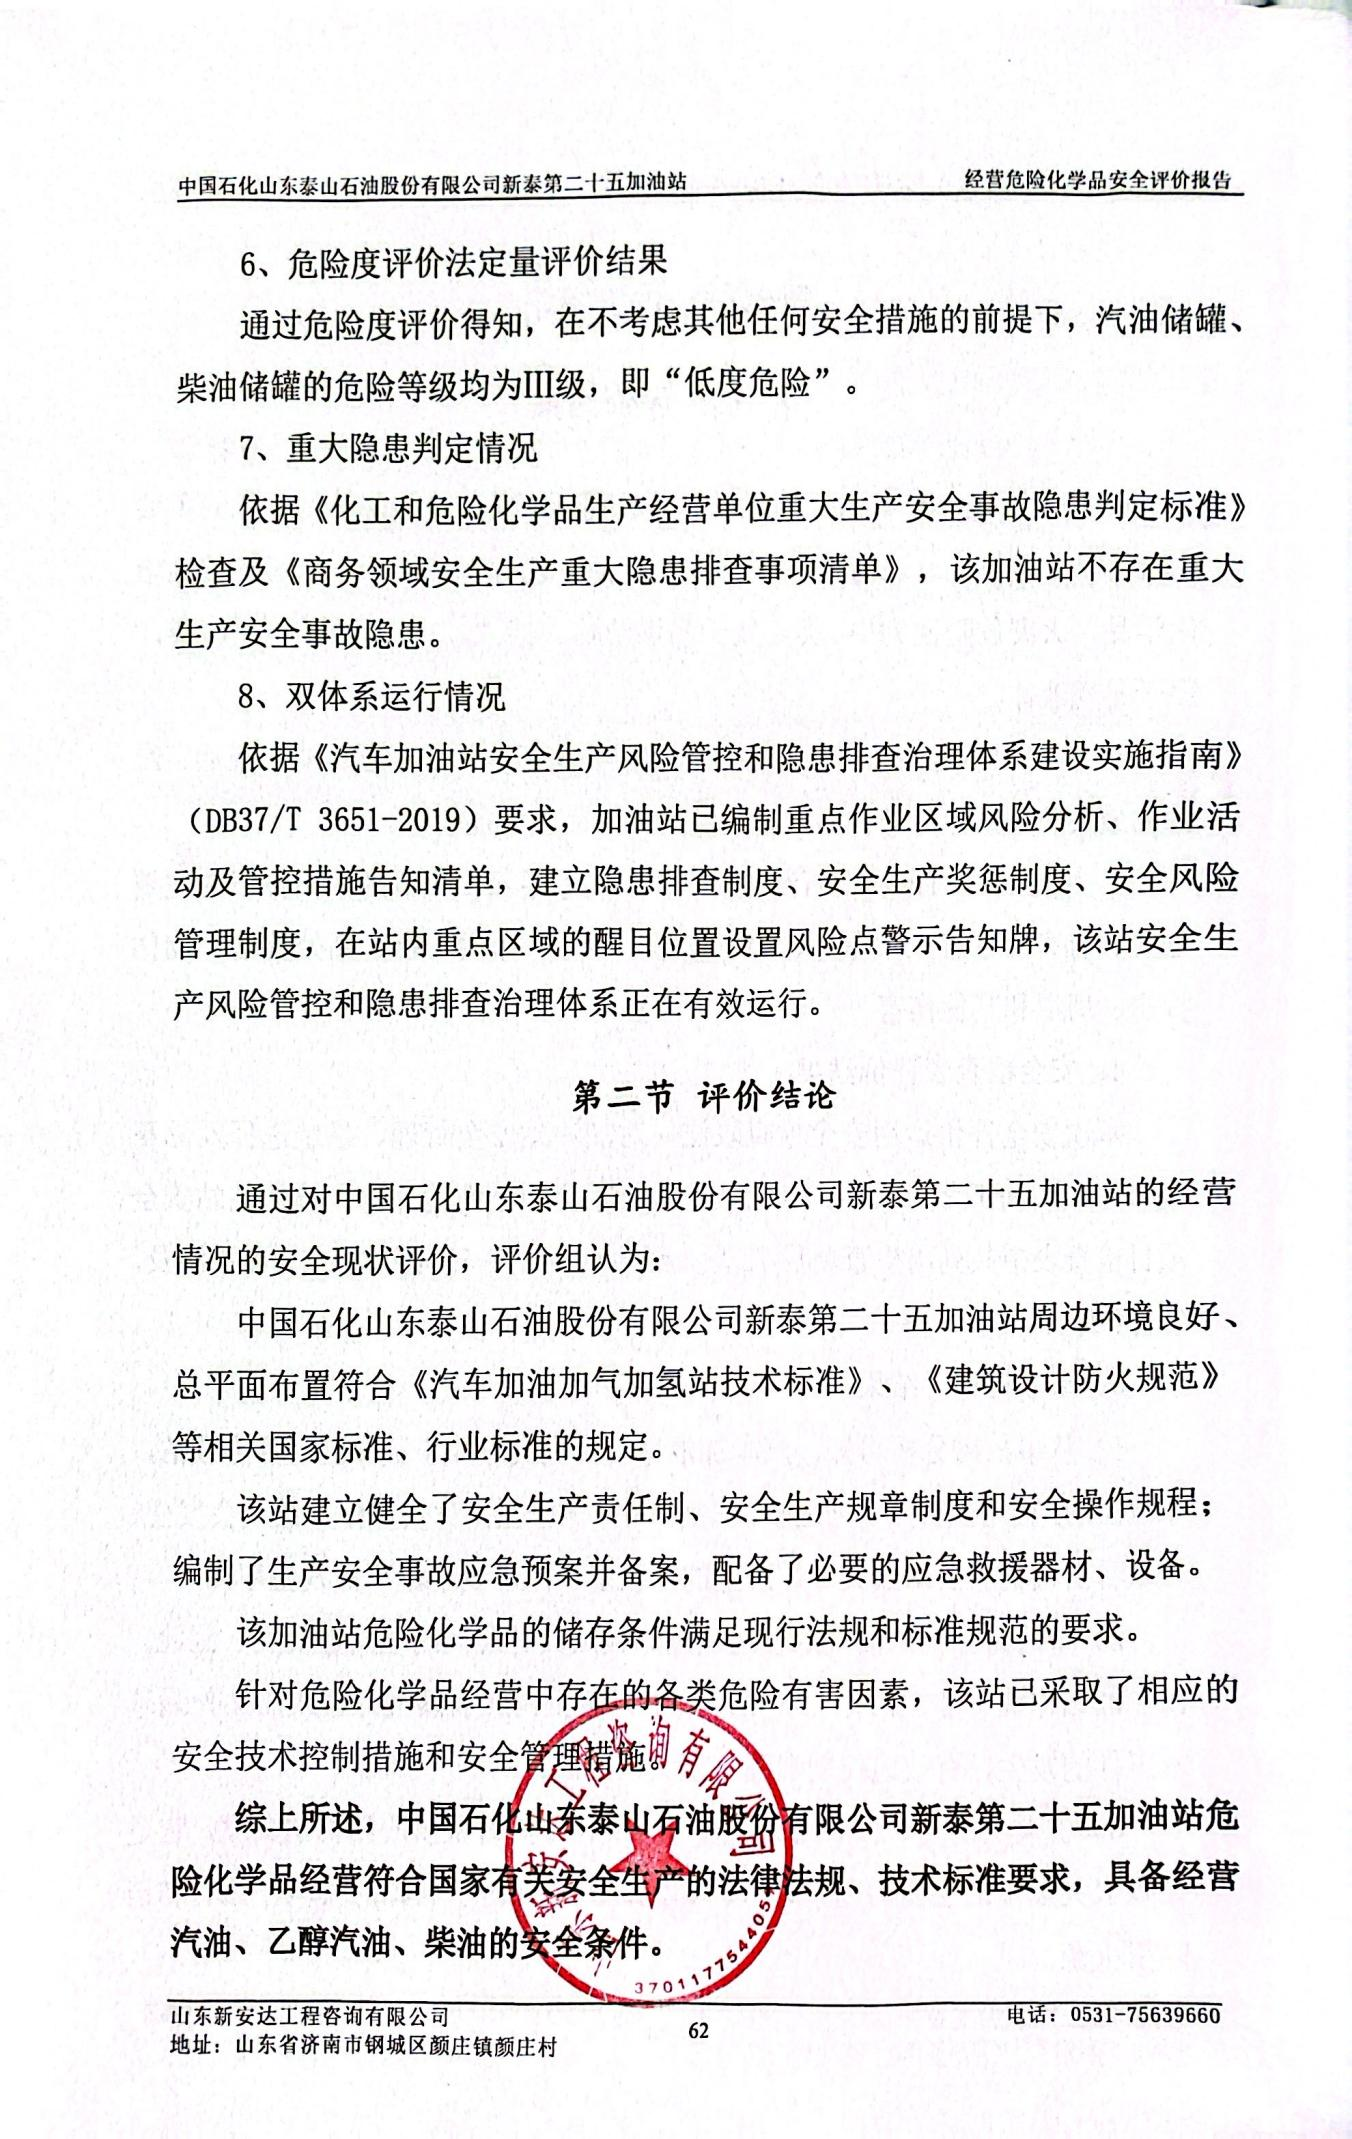 中国石化山东泰山石油股份有限公司新泰第二十五加油站 经营危险化学品安全评价报告
6、危险度评价法定量评价结果
通过危险度评价得知，在不考虑其他任何安全措施的前提下，汽油储罐、
柴油储罐的危险等级均为III级，即“低度危险”。
7、重大隐患判定情况
依据《化工和危险化学品生产经营单位重大生产安全事故隐患判定标准》
检查及《商务领域安全生产重大隐患排查事项清单》，该加油站不存在重大
生产安全事故隐患。
8、双体系运行情况
依据《汽车加油站安全生产风险管控和隐患排查治理体系建设实施指南》
（DB37/T 3651-2019）要求，加油站已编制重点作业区域风险分析、作业活
动及管控措施告知清单，建立隐患排查制度、安全生产奖惩制度、安全风险
管理制度，在站内重点区域的醒目位置设置风险点警示告知牌，该站安全生
产风险管控和隐患排查治理体系正在有效运行。
第二节 评价结论
通过对中国石化山东泰山石油股份有限公司新泰第二十五加油站的经营
情况的安全现状评价，评价组认为：
中国石化山东泰山石油股份有限公司新泰第二十五加油站周边环境良好、
总平面布置符合《汽车加油加气加氢站技术标准》、《建筑设计防火规范》
等相关国家标准、行业标准的规定。
该站建立健全了安全生产责任制、安全生产规章制度和安全操作规程；
编制了生产安全事故应急预案并备案，配备了必要的应急救援器材、设备。
该加油站危险化学品的储存条件满足现行法规和标准规范的要求。
针对危险化学品经营中存在的各类危险有害因素，该站已采取了相应的
安全技术控制措施和安全管理措施。
综上所述，中国石化山东泰山石油股份有限公司新泰第二十五加油站危
险化学品经营符合国家有关安全生产的法律法规、技术标准要求，具备经营
汽油、乙醇汽油、柴油的安全条件。
山东新安达工程咨询有限公司
3701177544054
山东新安达工程咨询有限公司 电话：0531-75639660
地址：山东省济南市钢城区颜庄镇颜庄村
62